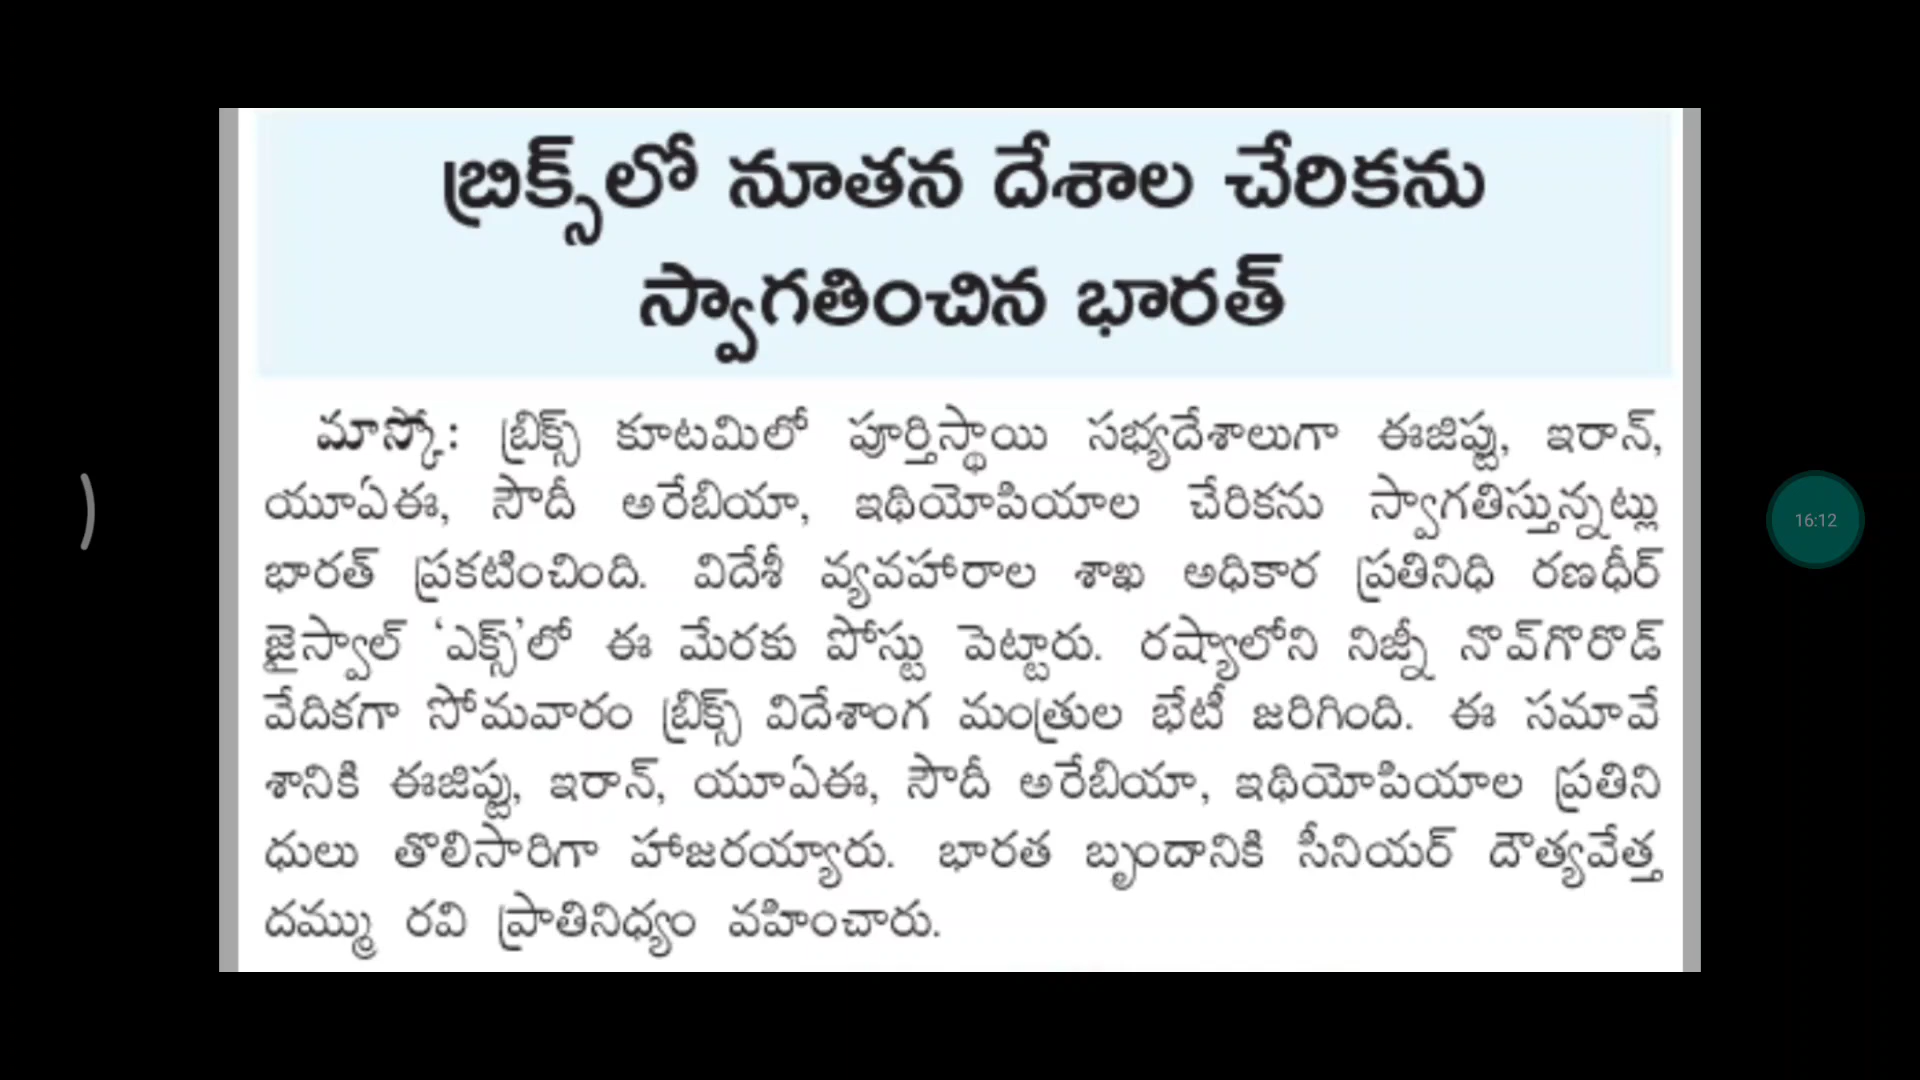 బ్రిక్స్‌లో నూతన దేశాల చేరికను
స్వాగతించిన భారత్
మాస్కో: బ్రిక్స్ కూటమిలో పూర్తిస్థాయి సభ్యదేశాలుగా ఈజిప్టు, ఇరాన్,
యూఏఈ, సౌదీ అరేబియా, ఇథియోపియాల చేరికను స్వాగతిస్తున్నట్లు
భారత్ ప్రకటించింది. విదేశీ వ్యవహారాల శాఖ అధికార ప్రతినిధి రణధీర్
జైస్వాల్ ‘ఎక్స్’లో ఈ మేరకు పోస్టు పెట్టారు. రష్యాలోని నిజ్నీ నొవ్‌గొరొడ్
వేదికగా సోమవారం బ్రిక్స్ విదేశాంగ మంత్రుల భేటీ జరిగింది. ఈ సమావే
శానికి ఈజిప్టు, ఇరాన్, యూఏఈ, సౌదీ అరేబియా, ఇథియోపియాల ప్రతిని
ధులు తొలిసారిగా హాజరయ్యారు. భారత బృందానికి సీనియర్ దౌత్యవేత్త
దమ్ము రవి ప్రాతినిధ్యం వహించారు.
16:12